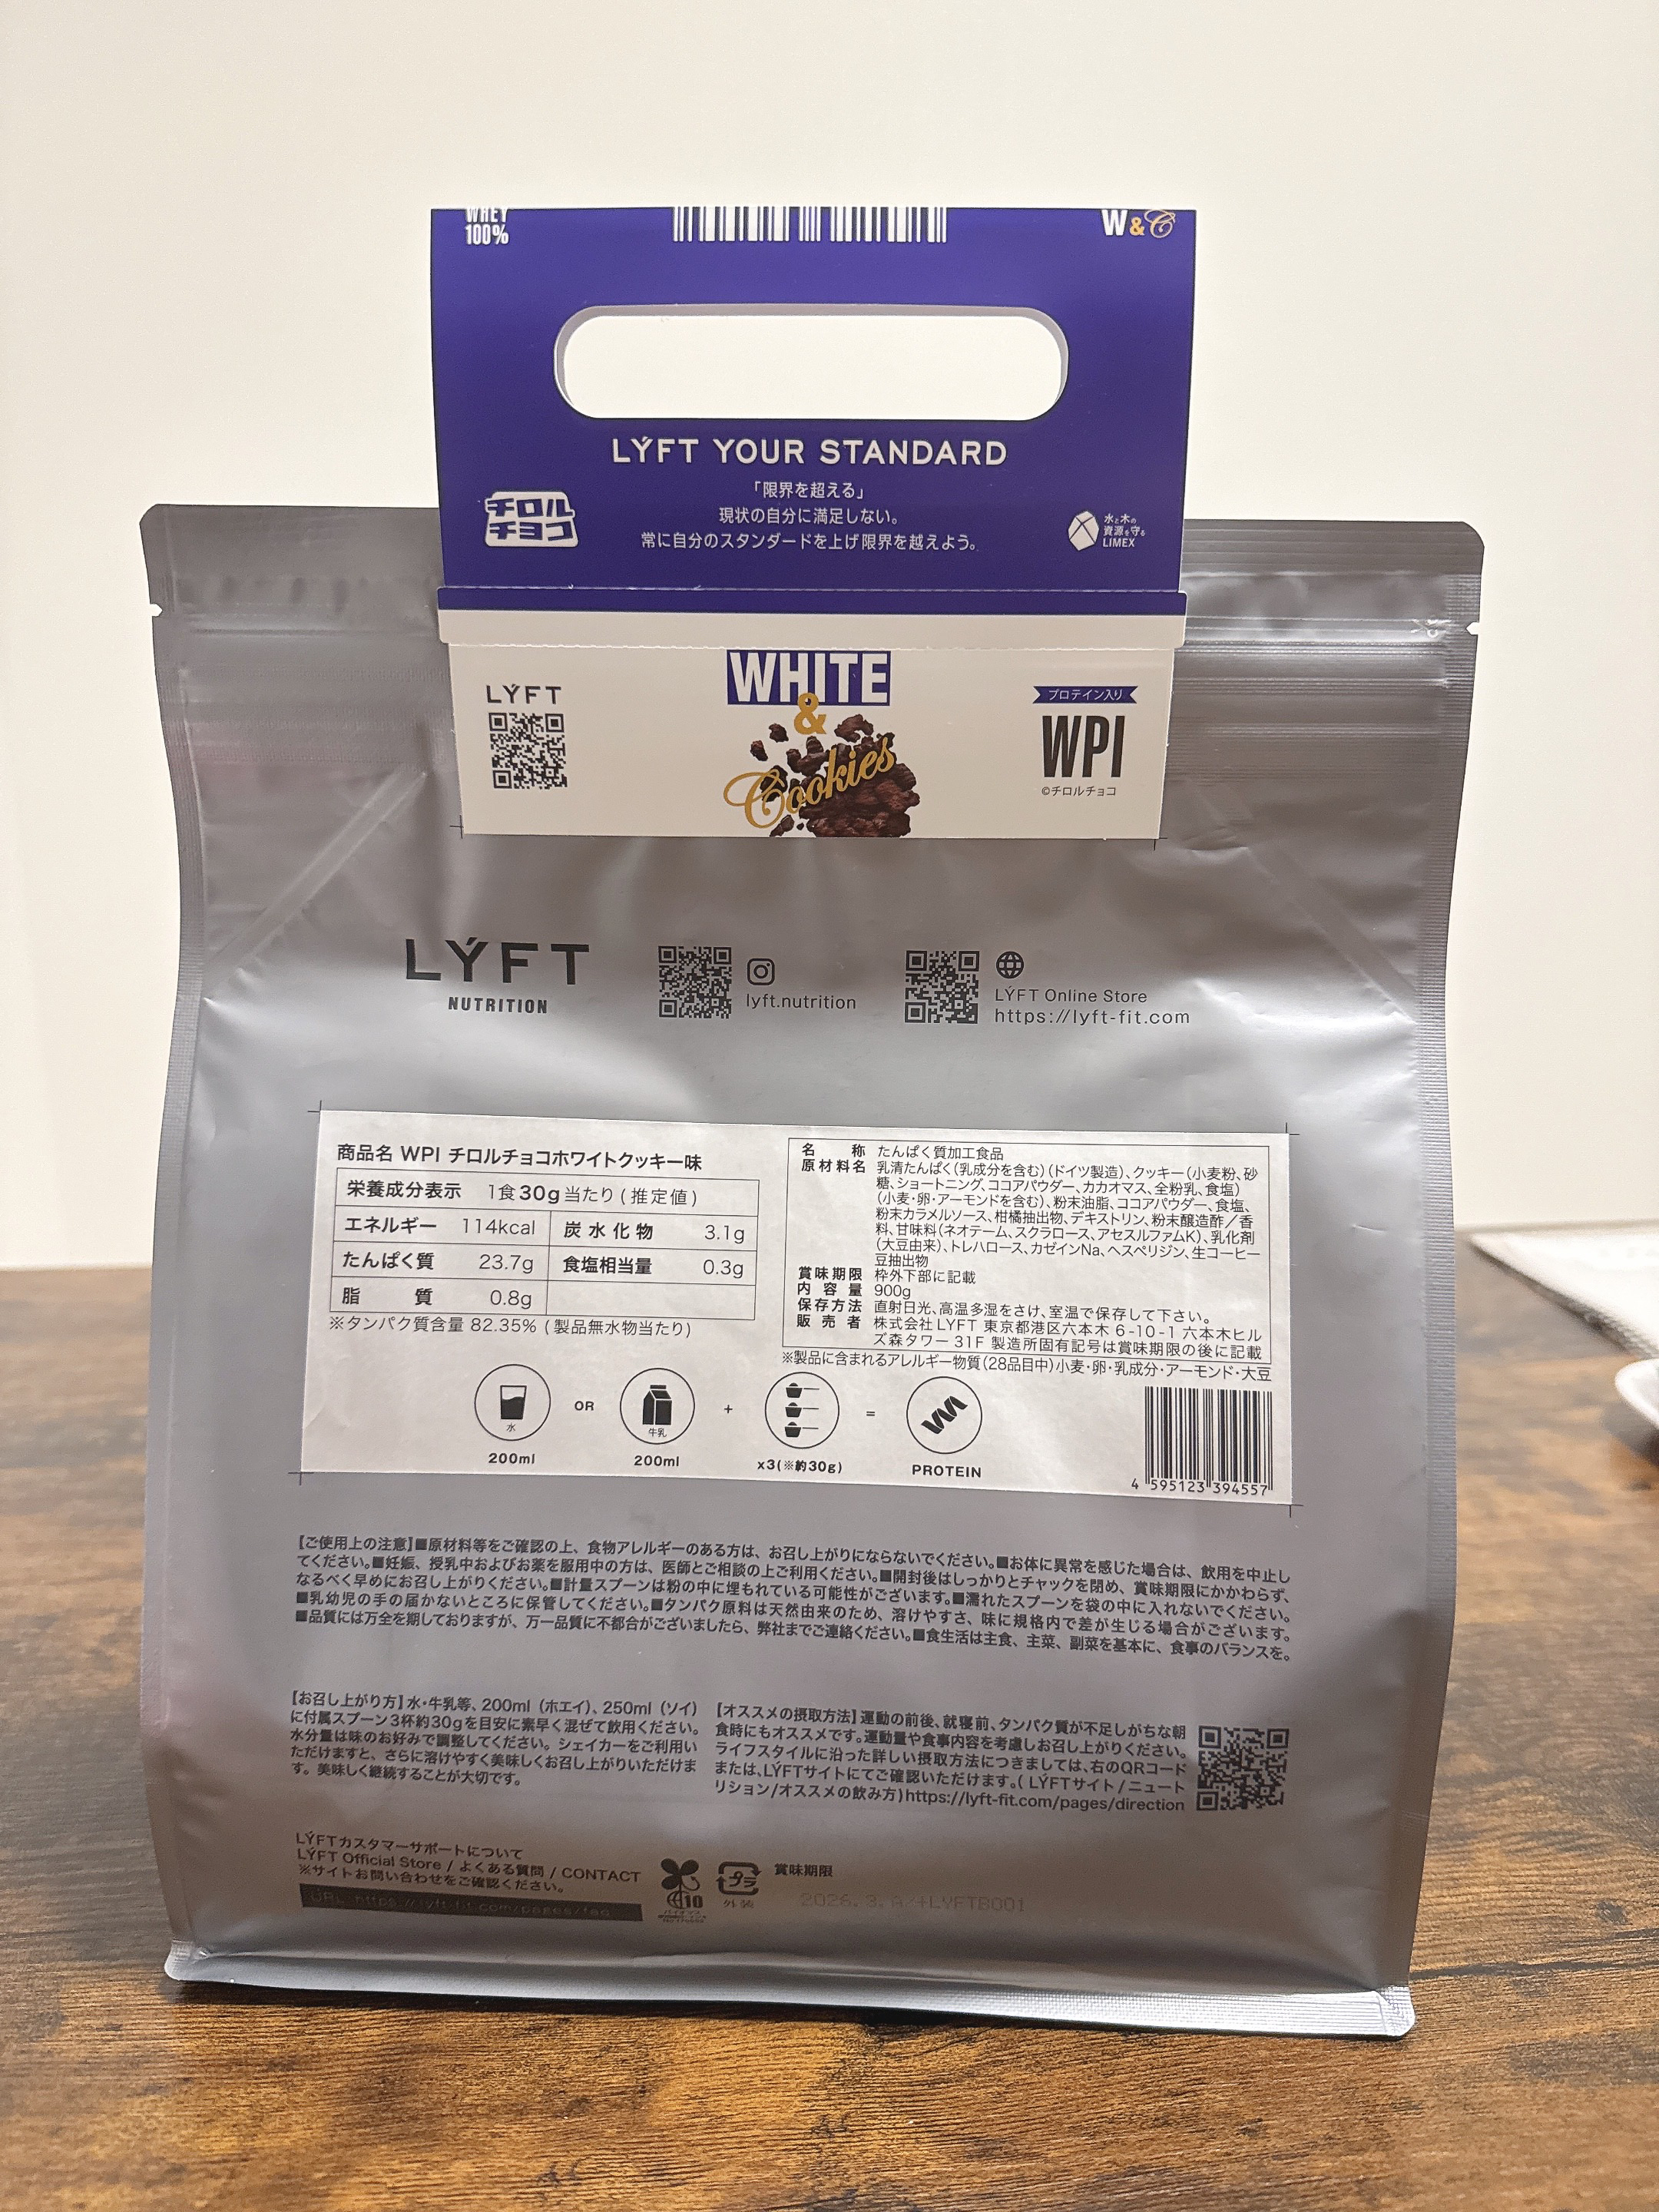 WHEY
100%
W&C
LÝFT YOUR STANDARD
「限界を超える」
現状の自分に満足しない。
常に自分のスタンダードを上げ限界を越えよう。
チロル
チヨコ
水と木の
資源を守る
LIMEX
LÝFT
WHITE
&
Cookies
プロテイン入り
WPI
©チロルチョコ
LÝFT
NUTRITION
lyft.nutrition
LÝFT Online Store
https://lyft-fit.com
商品名 WPI チロルチョコホワイトクッキー味
栄養成分表示 1食30g当たり(推定値)
エネルギー 114kcal 炭水化物 3.1g
たんぱく質 23.7g 食塩相当量 0.3g
脂質 0.8g
※タンパク質含量 82.35% (製品無水物当たり)
名称 たんぱく質加工食品
原材料名 乳清たんぱく(乳成分を含む)(ドイツ製造)、クッキー(小麦粉、砂
糖、ショートニング、ココアパウダー、カカオマス、全粉乳、食塩)
(小麦・卵・アーモンドを含む)、粉末油脂、ココアパウダー、食塩、
粉末カラメルソース、柑橘抽出物、デキストリン、粉末醸造酢／香
料、甘味料(ネオテーム、スクラロース、アセスルファムK)、乳化剤
(大豆由来)、トレハロース、カゼインNa、ヘスペリジン、生コーヒー
豆抽出物
賞味期限 枠外下部に記載
内容量 900g
保存方法 直射日光、高温多湿をさけ、室温で保存して下さい。
販売者 株式会社LYFT 東京都港区六本木 6-10-1 六本木ヒル
ズ森タワー 31F 製造所固有記号は賞味期限の後に記載
※製品に含まれるアレルギー物質(28品目中)小麦・卵・乳成分・アーモンド・大豆
水 OR 牛乳 + = 
200ml 200ml x3(※約30g) PROTEIN
4 595123 394557
【ご使用上の注意】■原材料等をご確認の上、食物アレルギーのある方は、お召し上がりにならないでください。■お体に異常を感じた場合は、飲用を中止し
てください。■妊娠、授乳中およびお薬を服用中の方は、医師とご相談の上ご利用ください。■開封後はしっかりとチャックを閉め、賞味期限にかかわらず、
なるべく早めにお召し上がりください。■計量スプーンは粉の中に埋もれている可能性がございます。■濡れたスプーンを袋の中に入れないでください。
■乳幼児の手の届かないところに保管してください。■タンパク原料は天然由来のため、溶けやすさ、味に規格内で差が生じる場合がございます。
■品質には万全を期しておりますが、万一品質に不都合がございましたら、弊社までご連絡ください。■食生活は主食、主菜、副菜を基本に、食事のバランスを。
【お召し上がり方】水・牛乳等、200ml（ホエイ）、250ml（ソイ）
に付属スプーン3杯約30gを目安に素早く混ぜて飲用ください。
水分量は味のお好みで調整してください。シェイカーをご利用い
ただけますと、さらに溶けやすく美味しくお召し上がりいただけま
す。美味しく継続することが大切です。
【オススメの摂取方法】運動の前後、就寝前、タンパク質が不足しがちな朝
食時にもオススメです。運動量や食事内容を考慮しお召し上がりください。
ライフスタイルに沿った詳しい摂取方法につきましては、右のQRコード
または、LÝFTサイトにてご確認いただけます。( LÝFTサイト/ニュート
リション/オススメの飲み方)https://lyft-fit.com/pages/direction
LÝFTカスタマーサポートについて
LÝFT Official Store / よくある質問 / CONTACT
※サイトお問い合わせをご確認ください。
URL https://lyft-fit.com/pages/faq
10
プラ
外装
賞味期限